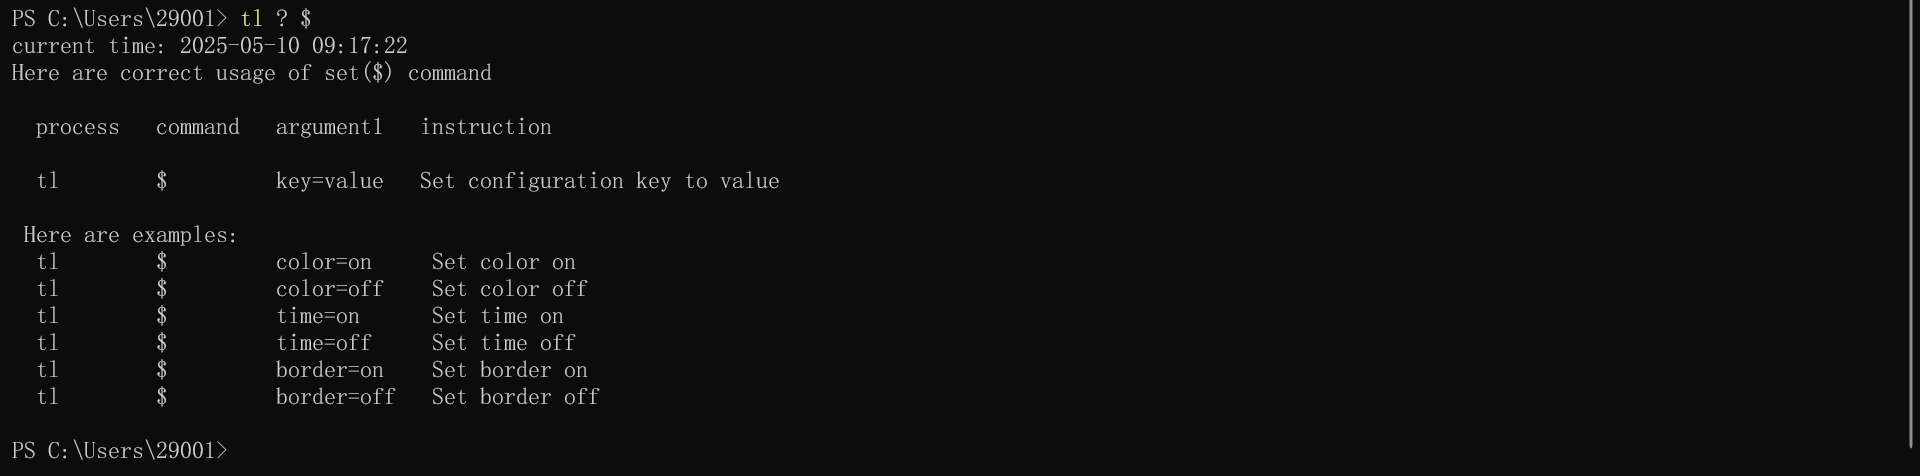 PS C:\Users\29001> tl ? $
current time: 2025-05-10 09:17:22
Here are correct usage of set($) command
process command argument1 instruction
tl $ key=value Set configuration key to value
Here are examples:
tl $ color=on Set color on
tl $ color=off Set color off
tl $ time=on Set time on
tl $ time=off Set time off
tl $ border=on Set border on
tl $ border=off Set border off
PS C:\Users\29001>